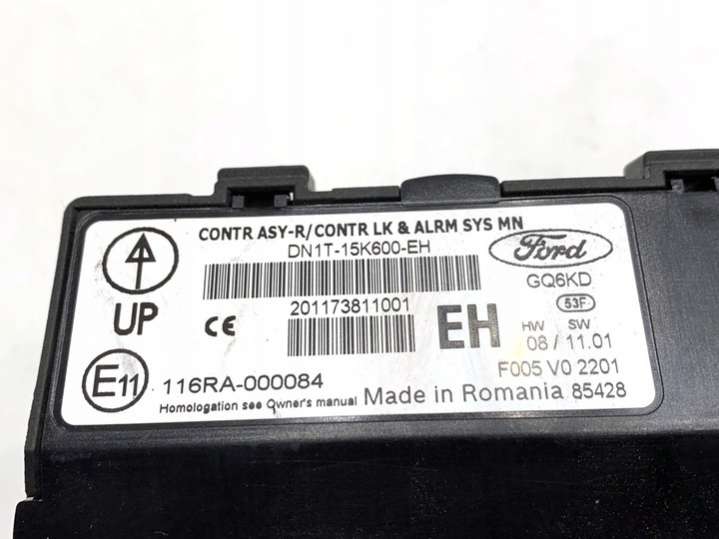 CONTR ASY-R/CONTR LK & ALRM SYS MN
DN1T-15K600-EH
Ford
GQ6KD
53F
201173811001
UP
CE
EH
HW SW
08 / 11.01
F005 V0 2201
E11
116RA-000084
Homologation see Owner's manual
Made in Romania 85428